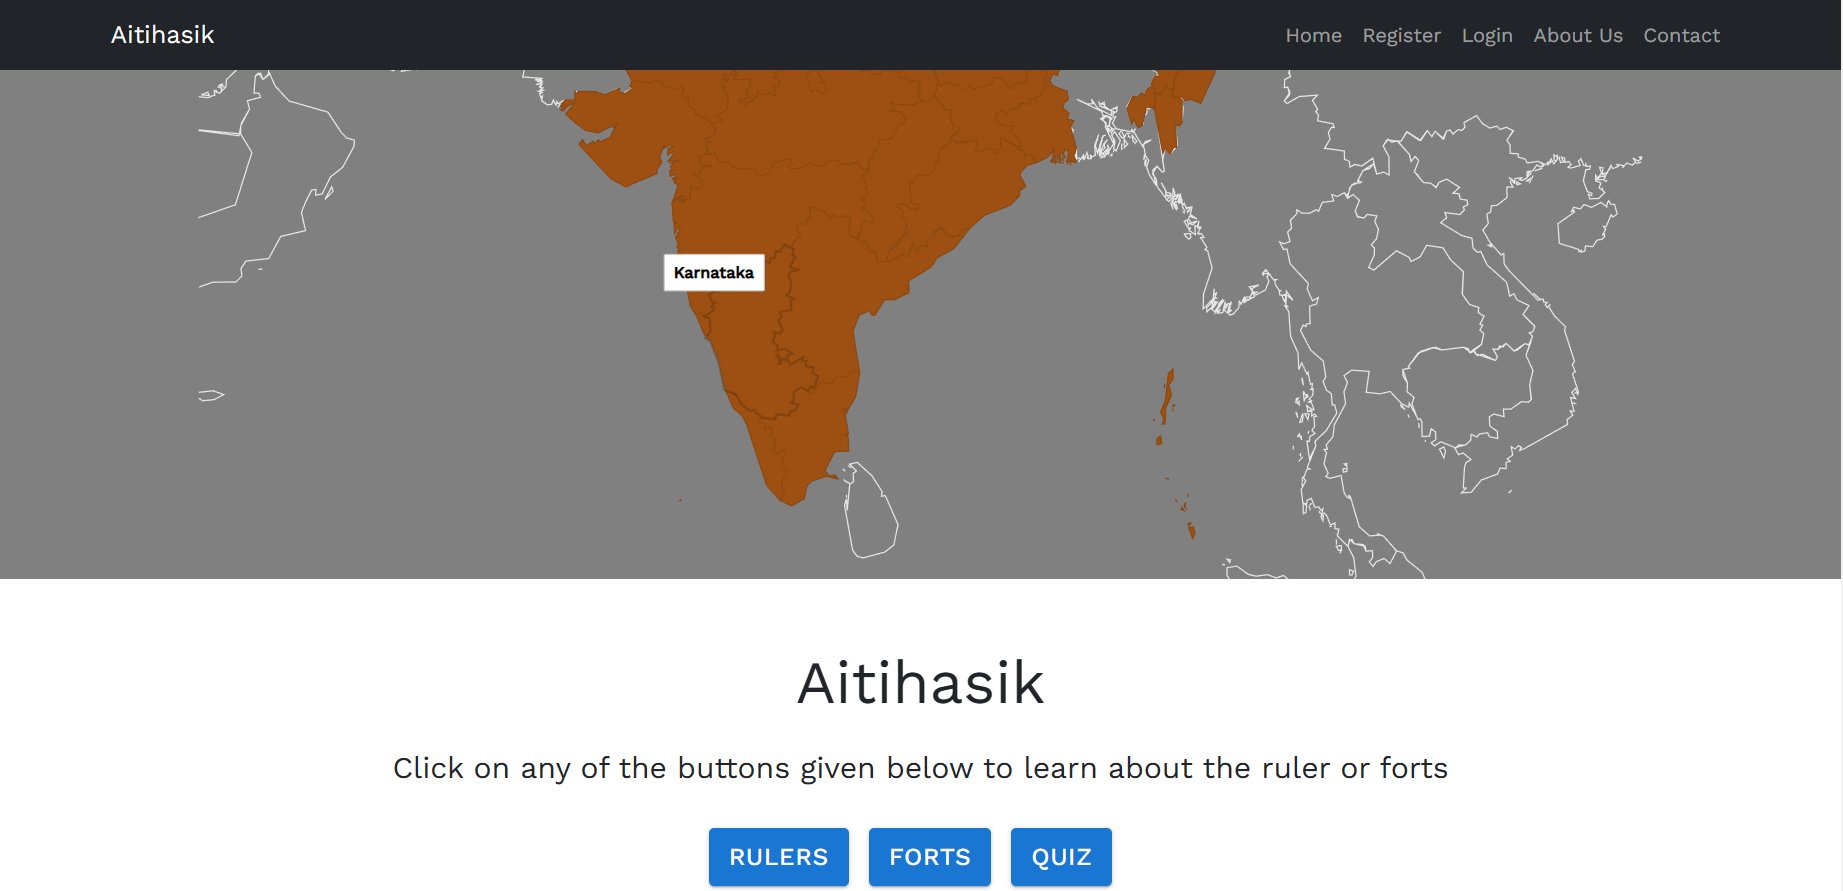 Aitihasik
Home Register Login About Us Contact
Karnataka
Aitihasik
Click on any of the buttons given below to learn about the ruler or forts
RULERS FORTS QUIZ